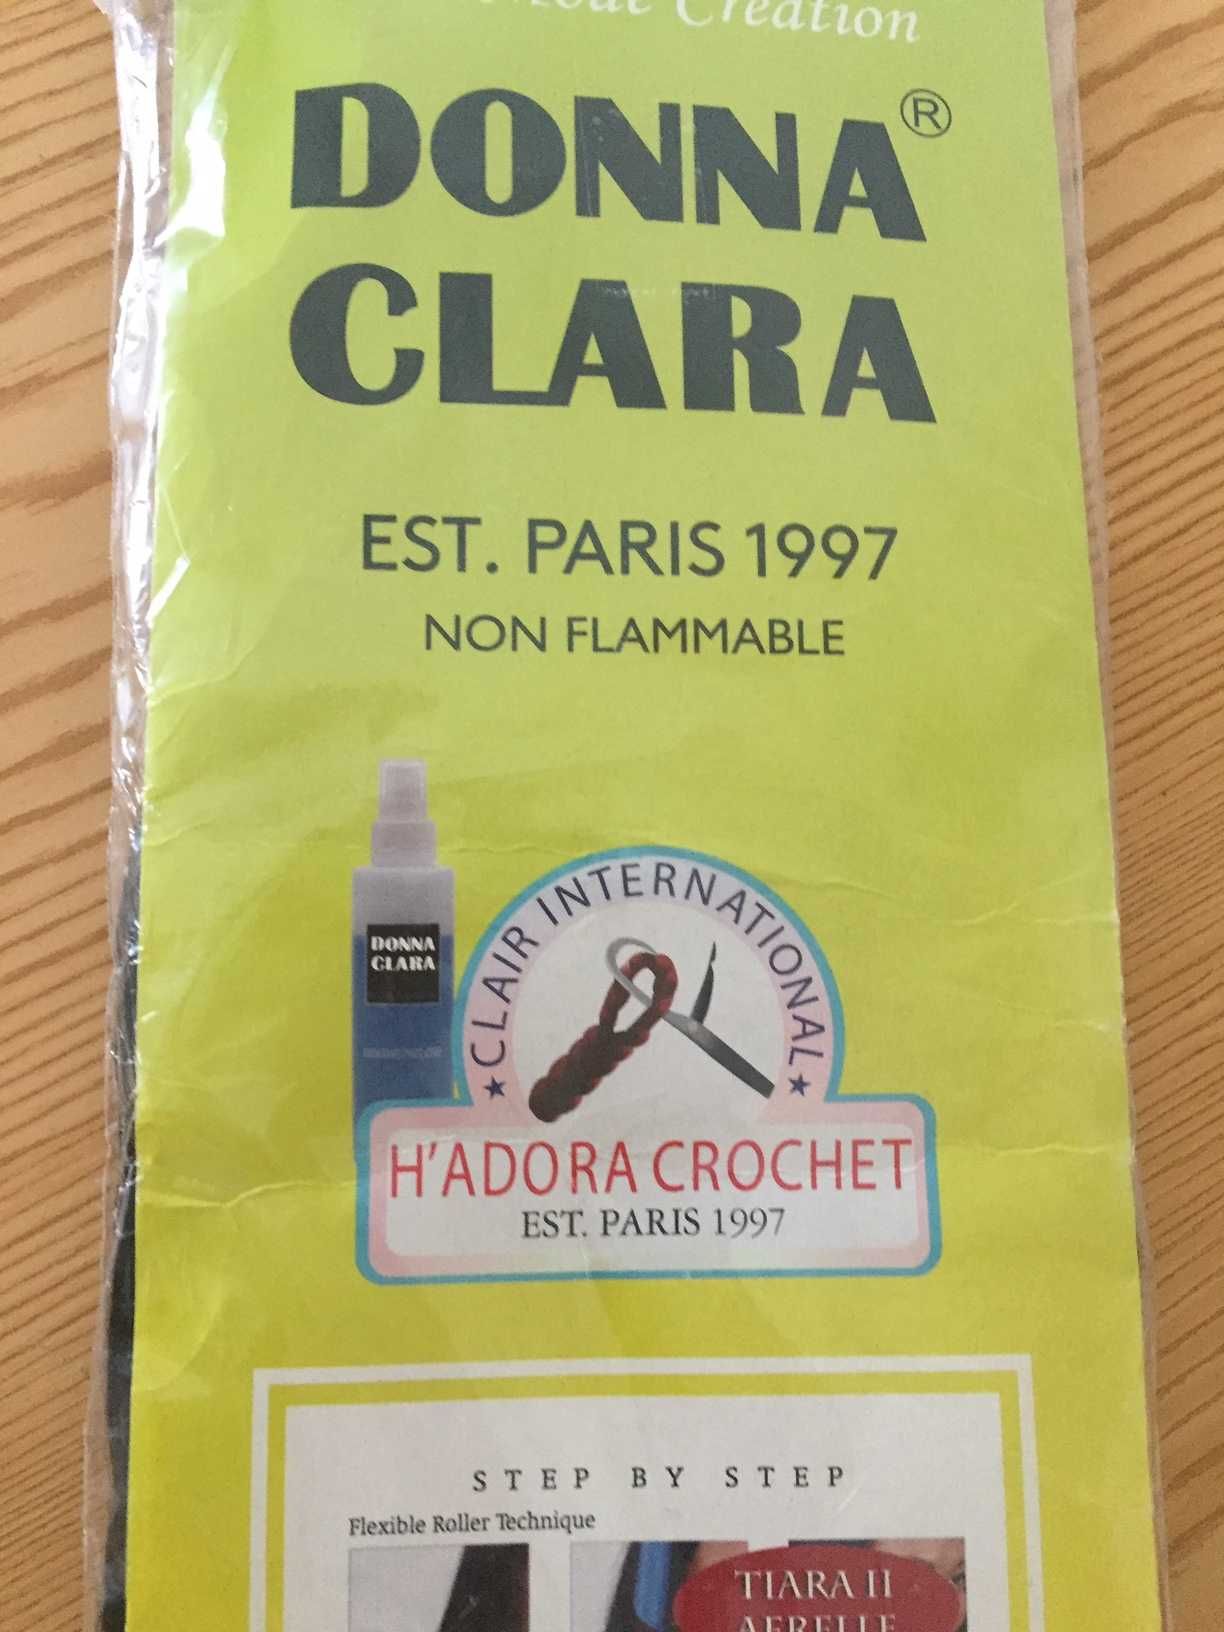 Creation
DONNA®
CLARA
EST. PARIS 1997
NON FLAMMABLE
DONNA
CLARA
CLAIR INTERNATIONAL
H'ADORA CROCHET
EST. PARIS 1997
STEP BY STEP
Flexible Roller Technique
TIARA II